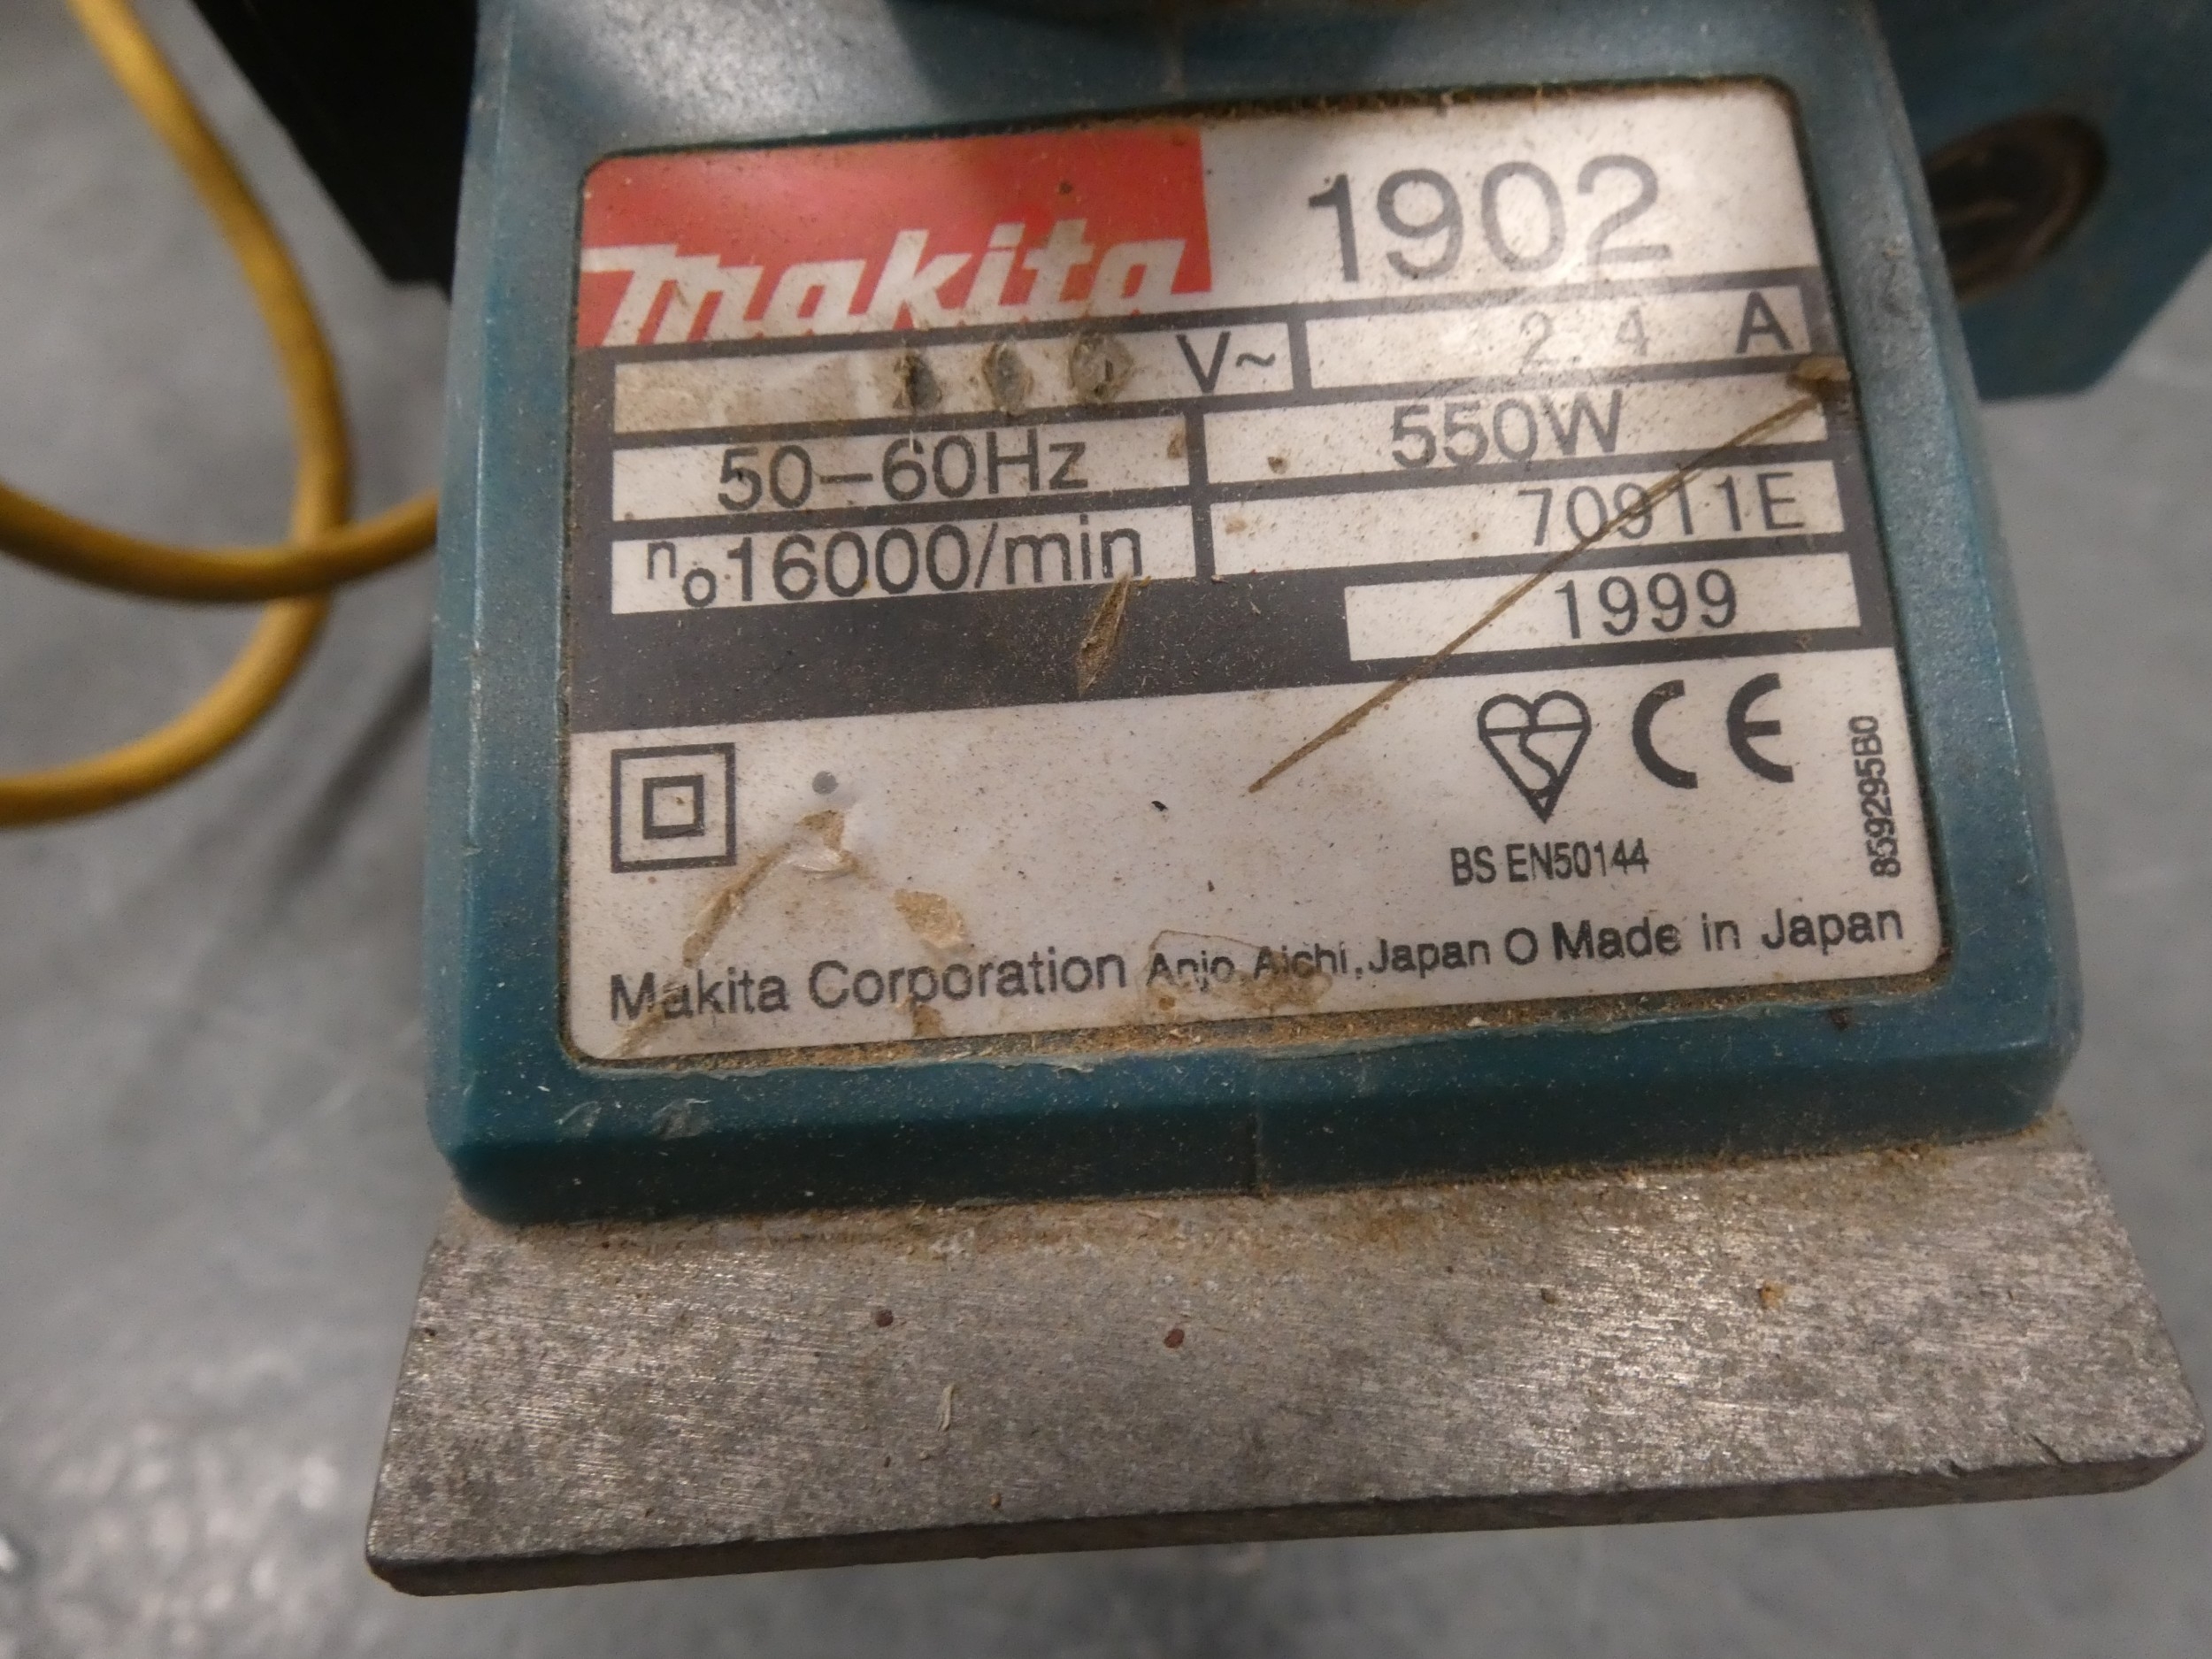 makita 1902
V~ 2.4 A
50–60Hz 550W
n₀16000/min 70911E
1999
BS EN50144
859295B0
Makita Corporation Anjo, Aichi, Japan O Made in Japan